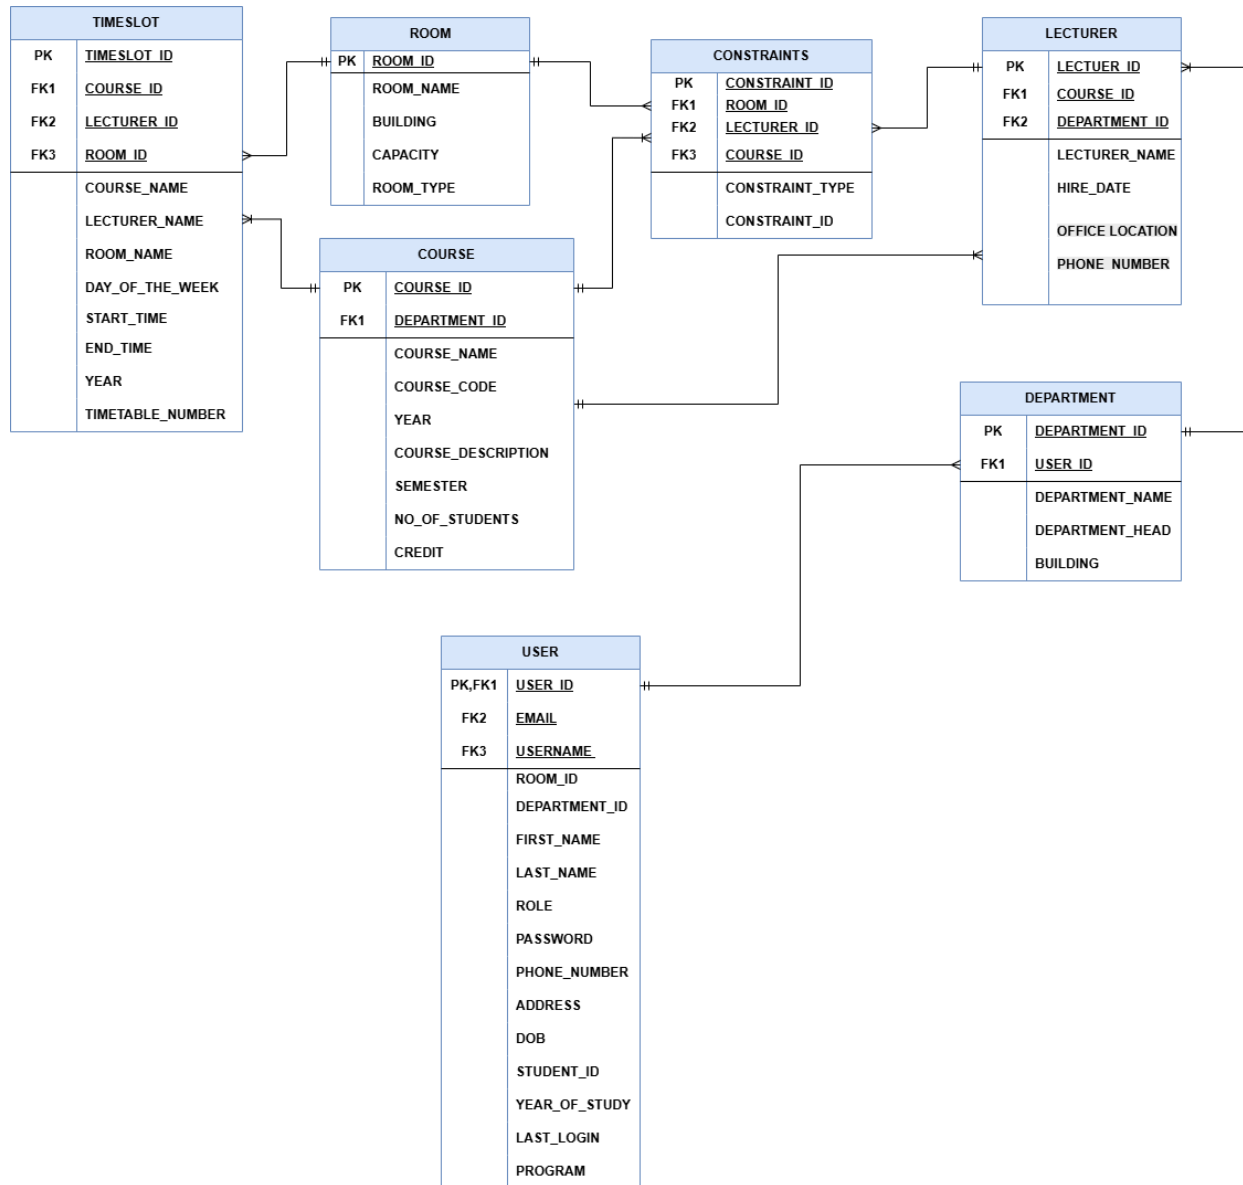 TIMESLOT
PK TIMESLOT_ID
FK1 COURSE_ID
FK2 LECTURER_ID
FK3 ROOM_ID
COURSE_NAME
LECTURER_NAME
ROOM_NAME
DAY_OF_THE_WEEK
START_TIME
END_TIME
YEAR
TIMETABLE_NUMBER
ROOM
PK ROOM_ID
ROOM_NAME
BUILDING
CAPACITY
ROOM_TYPE
COURSE
PK COURSE_ID
FK1 DEPARTMENT_ID
COURSE_NAME
COURSE_CODE
YEAR
COURSE_DESCRIPTION
SEMESTER
NO_OF_STUDENTS
CREDIT
CONSTRAINTS
PK CONSTRAINT_ID
FK1 ROOM_ID
FK2 LECTURER_ID
FK3 COURSE_ID
CONSTRAINT_TYPE
CONSTRAINT_ID
LECTURER
PK LECTUER_ID
FK1 COURSE_ID
FK2 DEPARTMENT_ID
LECTURER_NAME
HIRE_DATE
OFFICE LOCATION
PHONE_NUMBER
DEPARTMENT
PK DEPARTMENT_ID
FK1 USER_ID
DEPARTMENT_NAME
DEPARTMENT_HEAD
BUILDING
USER
PK,FK1 USER_ID
FK2 EMAIL
FK3 USERNAME
ROOM_ID
DEPARTMENT_ID
FIRST_NAME
LAST_NAME
ROLE
PASSWORD
PHONE_NUMBER
ADDRESS
DOB
STUDENT_ID
YEAR_OF_STUDY
LAST_LOGIN
PROGRAM